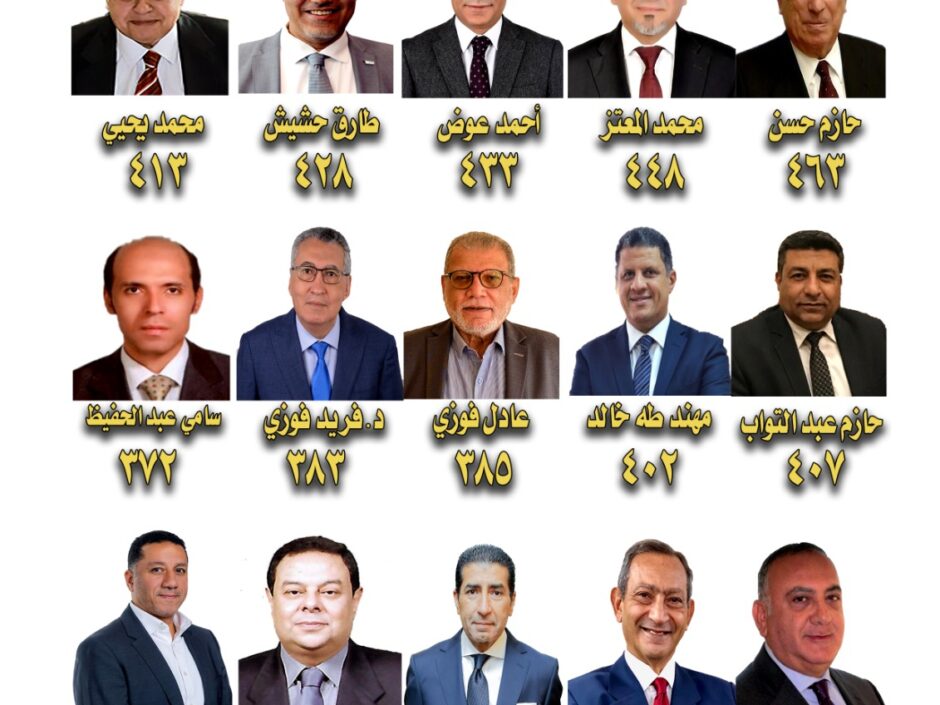 حازم حسن
٤٦٣
محمد المعتز
٤٤٨
أحمد عوض
٤٣٣
طارق حشيش
٤٢٨
محمد يحيي
٤١٣
حازم عبد التواب
٤٠٧
مهند طه خالد
٤٠٢
عادل فوزي
٣٨٥
د. فريد فوزي
٣٨٣
سامي عبد الحفيظ
٣٧٢